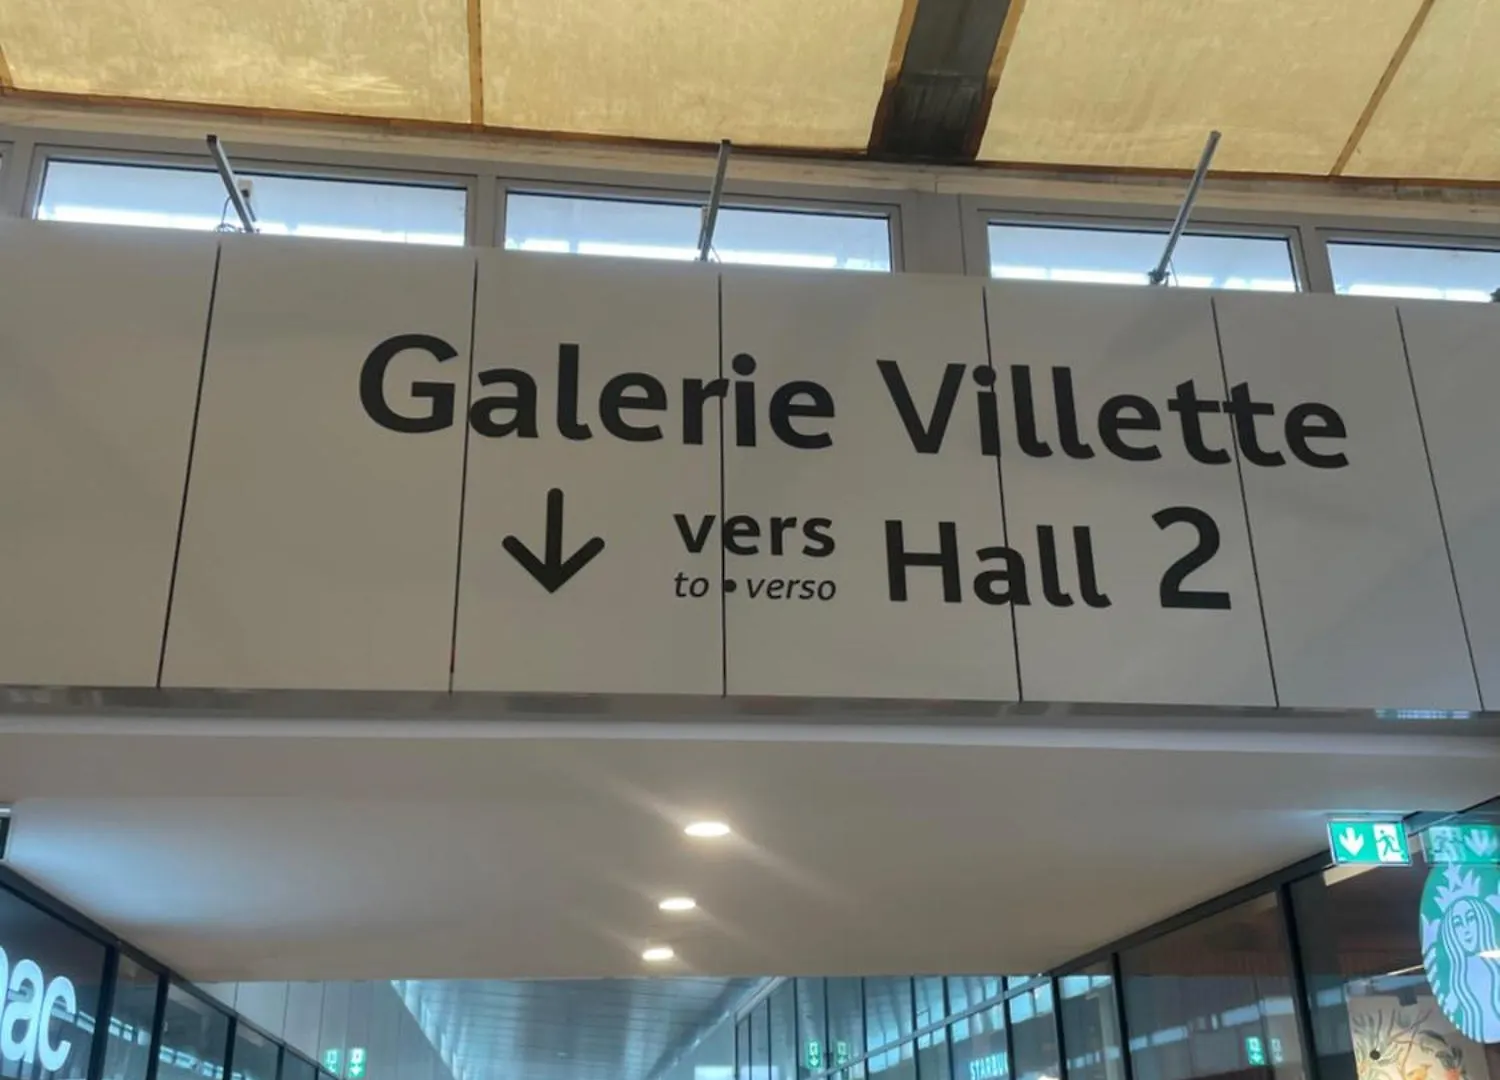 Galerie Villette
vers Hall 2
to • verso